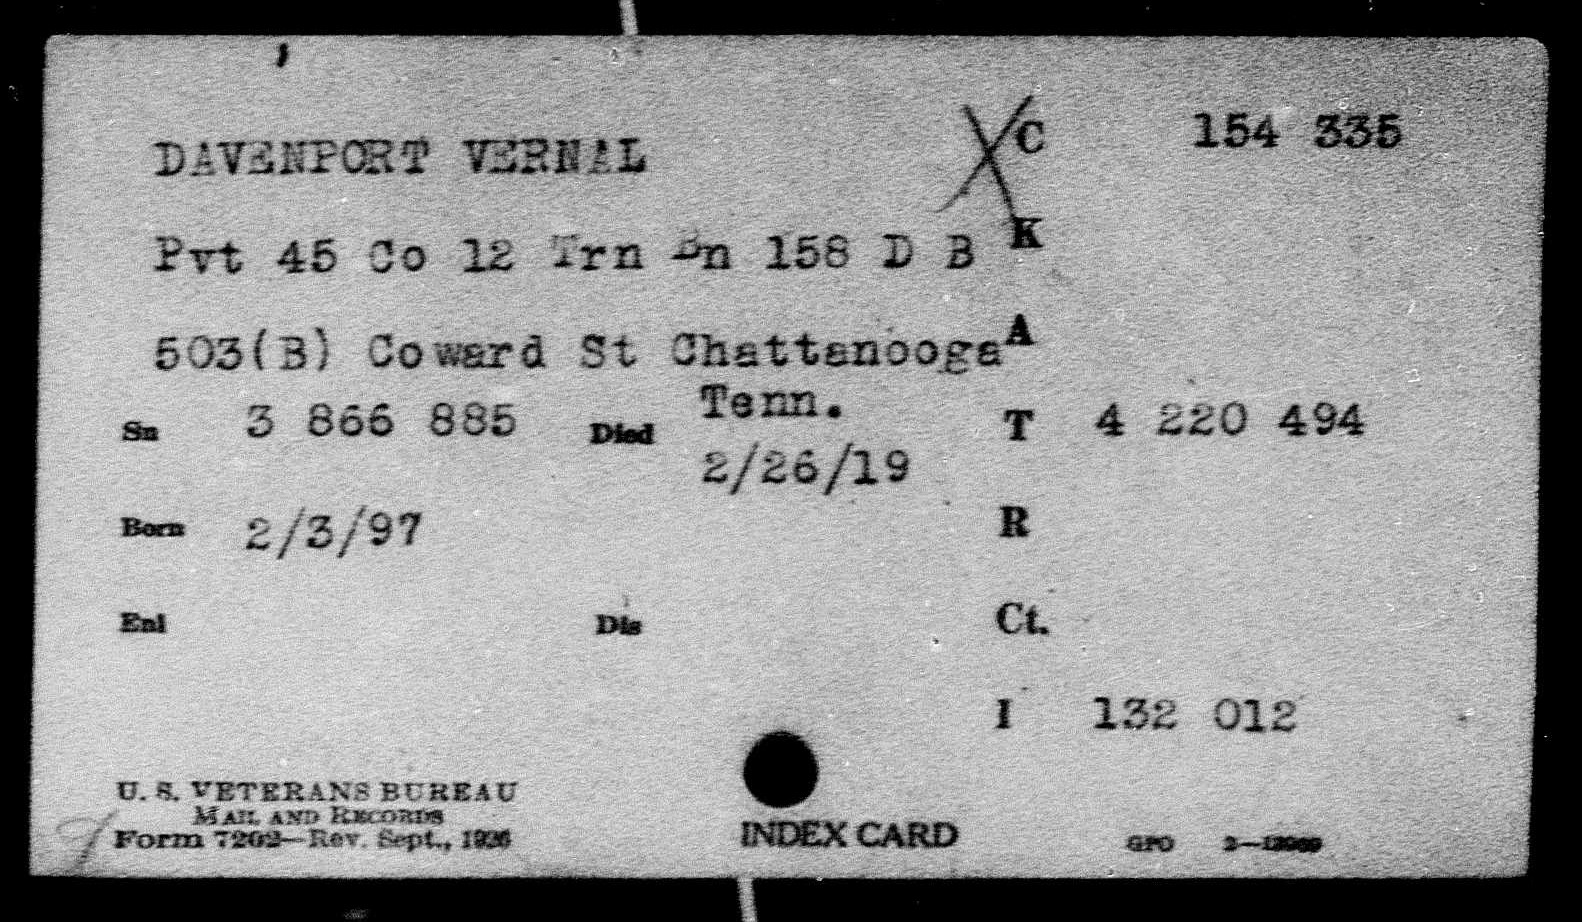 DAVENPORT VERNAL
C 154 335
Pvt 45 Co 12 Trn Bn 158 D B
K
503(B) Coward St Chattanooga
A
Tenn.
Sn 3 866 885 Died 2/26/19
T 4 220 494
Born 2/3/97
R
Enl
Dis
Ct.
I 132 012
U. S. VETERANS BUREAU
MAIL AND RECORDS
Form 7202—Rev. Sept., 1926
INDEX CARD
GPO